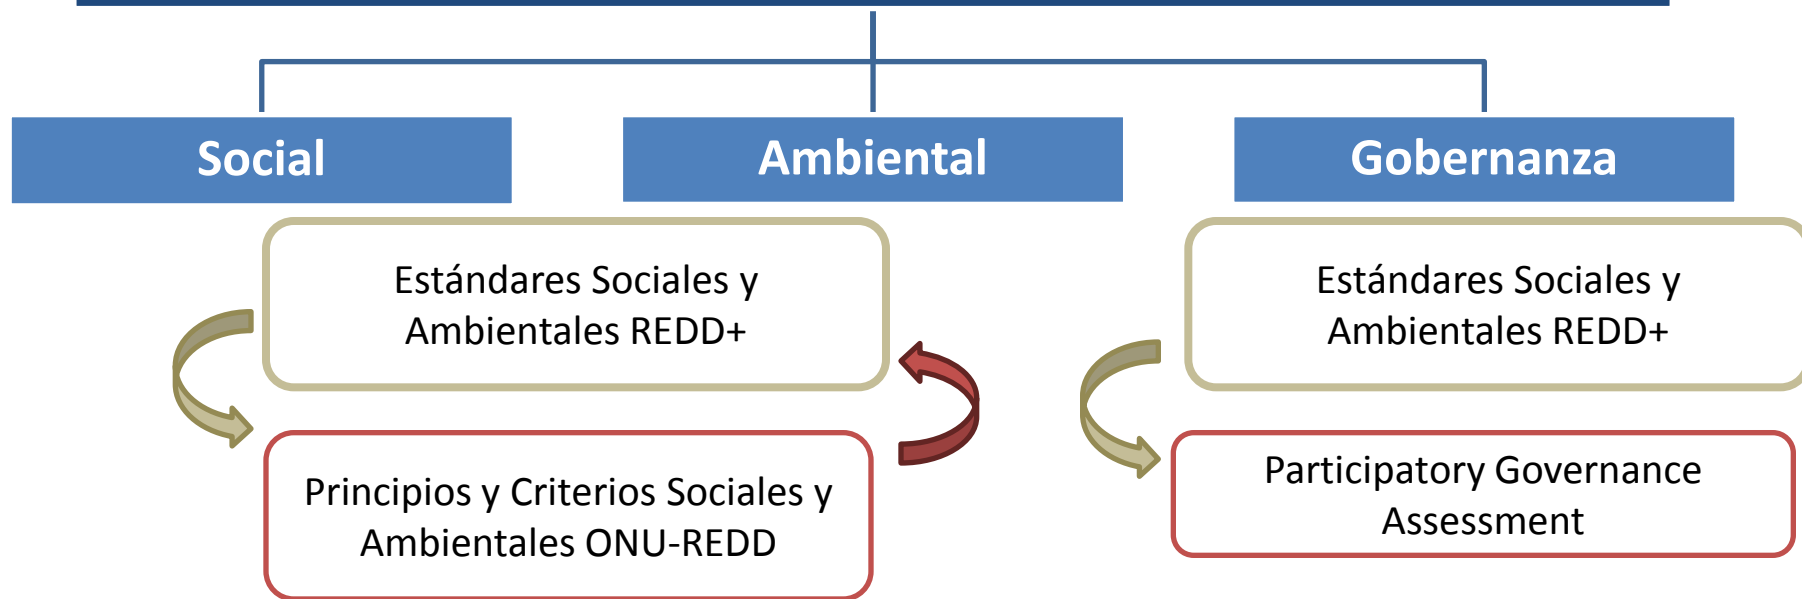 Social
Ambiental
Gobernanza
Estándares Sociales y
Ambientales REDD+
Principios y Criterios Sociales y
Ambientales ONU-REDD
Estándares Sociales y
Ambientales REDD+
Participatory Governance
Assessment